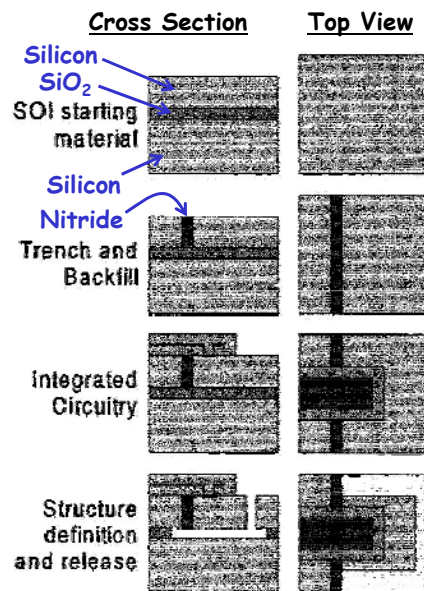 Cross Section
Top View
Silicon
SiO₂
SOI starting
material
Silicon
Nitride
Trench and
Backfill
Integrated
Circuitry
Structure
definition
and release